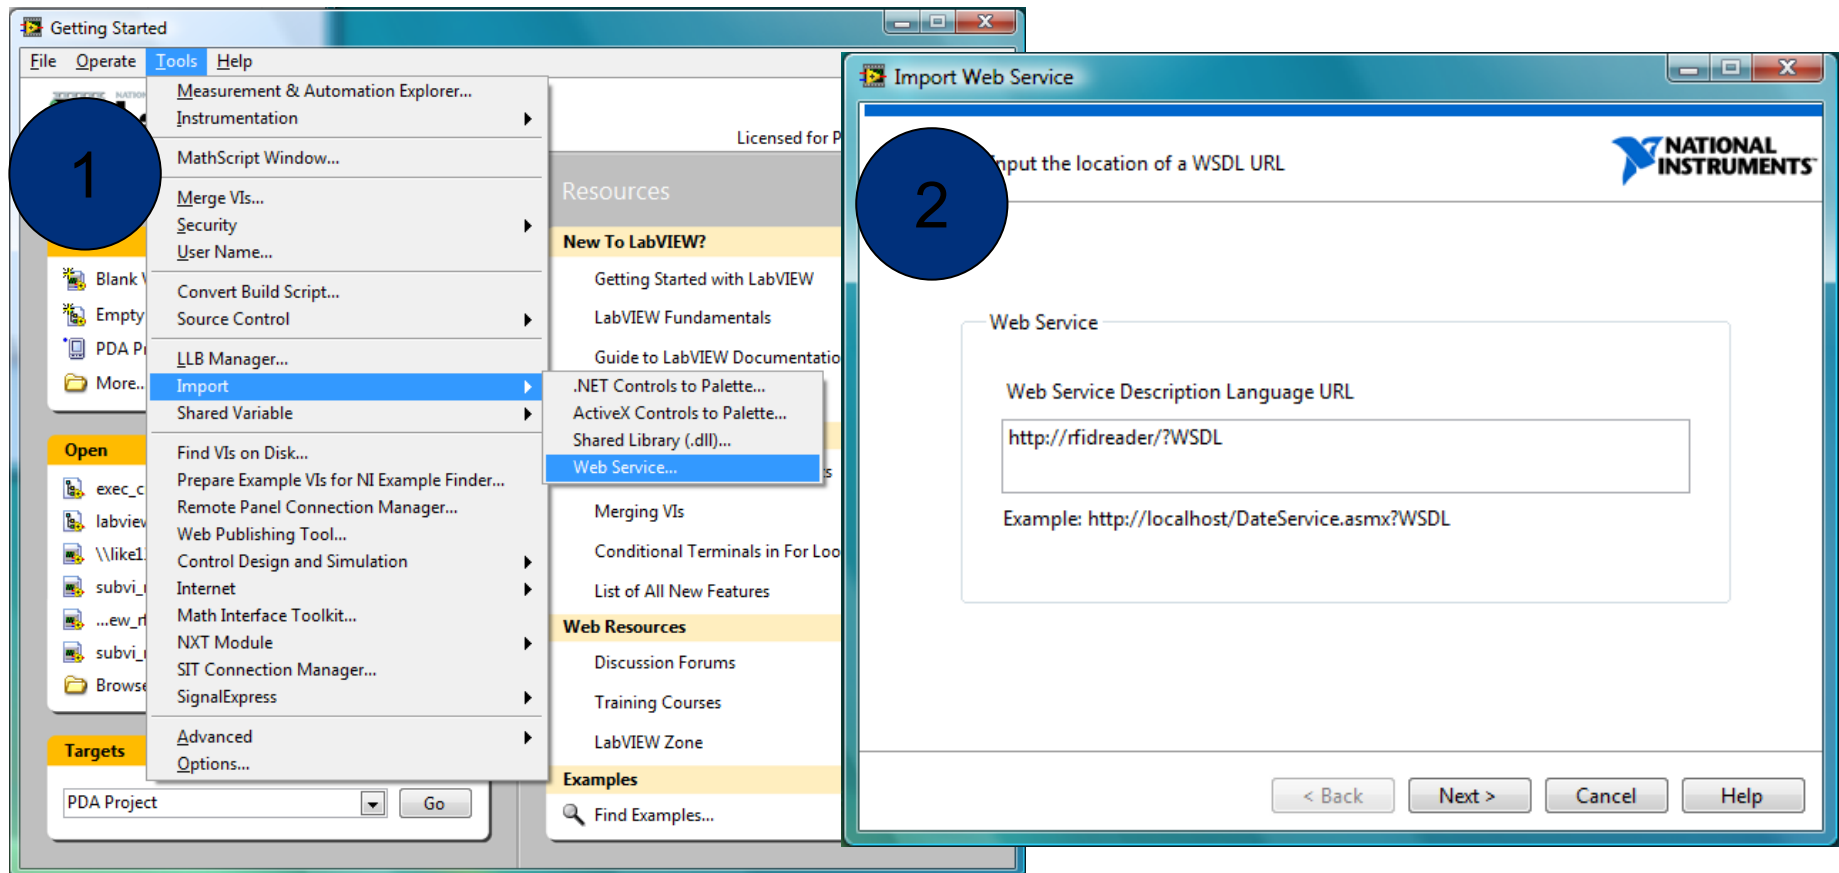 Getting Started
File Operate Tools Help
NATION
1
Licensed for P
Measurement & Automation Explorer...
Instrumentation
MathScript Window...
Merge VIs...
Security
User Name...
Convert Build Script...
Source Control
LLB Manager...
Import
Shared Variable
Find VIs on Disk...
Prepare Example VIs for NI Example Finder...
Remote Panel Connection Manager...
Web Publishing Tool...
Control Design and Simulation
Internet
Math Interface Toolkit...
NXT Module
SIT Connection Manager...
SignalExpress
Advanced
Options...
.NET Controls to Palette...
ActiveX Controls to Palette...
Shared Library (.dll)...
Web Service...
Blank V
Empty
PDA Pr
More..
Open
exec_c
labview
\\like1
subvi_
...ew_rf
subvi_
Browse
Targets
PDA Project
Go
Resources
New To LabVIEW?
Getting Started with LabVIEW
LabVIEW Fundamentals
Guide to LabVIEW Documentatio
Merging VIs
Conditional Terminals in For Loo
List of All New Features
Web Resources
Discussion Forums
Training Courses
LabVIEW Zone
Examples
Find Examples...
Import Web Service
2
nput the location of a WSDL URL
NATIONAL
INSTRUMENTS
Web Service
Web Service Description Language URL
http://rfidreader/?WSDL
Example: http://localhost/DateService.asmx?WSDL
< Back
Next >
Cancel
Help